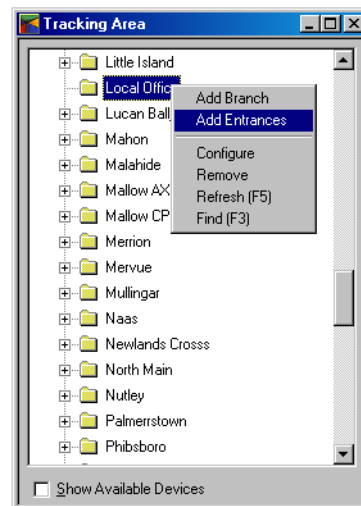 Tracking Area
Little Island
Local Offic
Lucan Ball
Mahon
Malahide
Mallow AX
Mallow CP
Merrion
Mervue
Mullingar
Naas
Newlands Crosss
North Main
Nutley
Palmerrstown
Phibsboro
Add Branch
Add Entrances
Configure
Remove
Refresh (F5)
Find (F3)
Show Available Devices